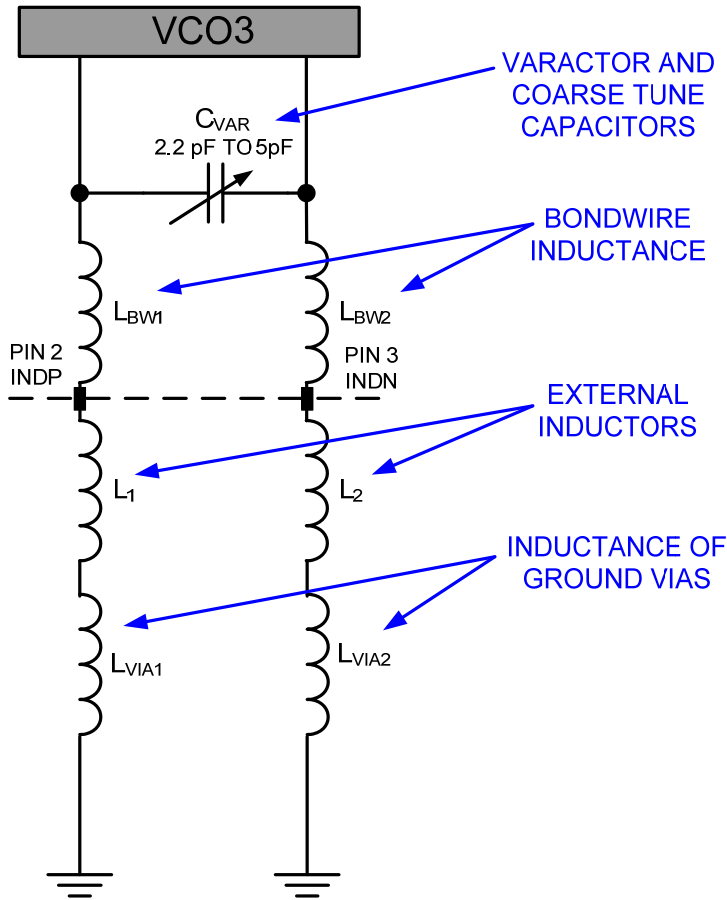 VCO3
VARACTOR AND
COARSE TUNE
CAPACITORS
CVAR
2.2 pF TO 5pF
BONDWIRE
INDUCTANCE
LBW1
LBW2
PIN 2
INDP
PIN 3
INDN
EXTERNAL
INDUCTORS
L1
L2
INDUCTANCE OF
GROUND VIAS
LVIA1
LVIA2